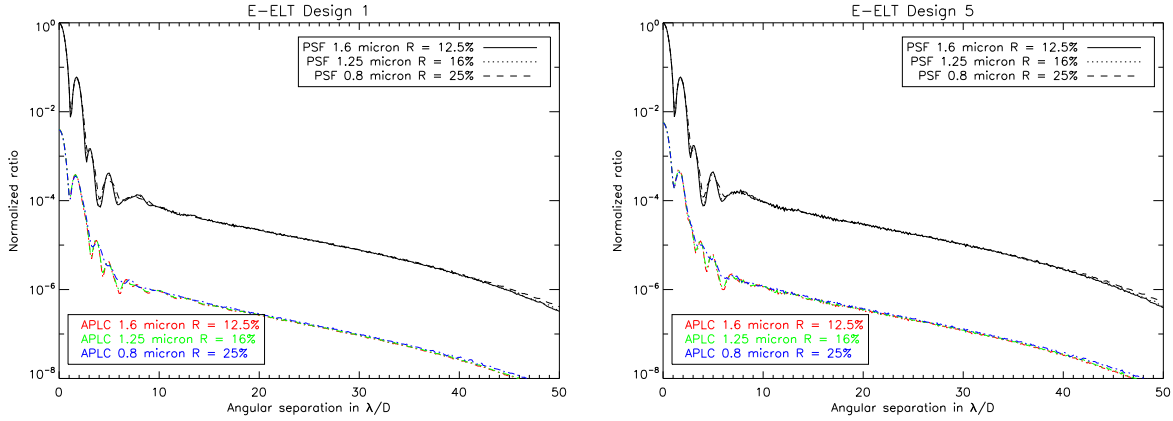 E-ELT Design 1
PSF 1.6 micron R = 12.5%
PSF 1.25 micron R = 16%
PSF 0.8 micron R = 25%
Normalized ratio
10^0
10^-2
10^-4
10^-6
10^-8
APLC 1.6 micron R = 12.5%
APLC 1.25 micron R = 16%
APLC 0.8 micron R = 25%
0 10 20 30 40 50
Angular separation in λ/D
E-ELT Design 5
PSF 1.6 micron R = 12.5%
PSF 1.25 micron R = 16%
PSF 0.8 micron R = 25%
Normalized ratio
10^0
10^-2
10^-4
10^-6
10^-8
APLC 1.6 micron R = 12.5%
APLC 1.25 micron R = 16%
APLC 0.8 micron R = 25%
0 10 20 30 40 50
Angular separation in λ/D